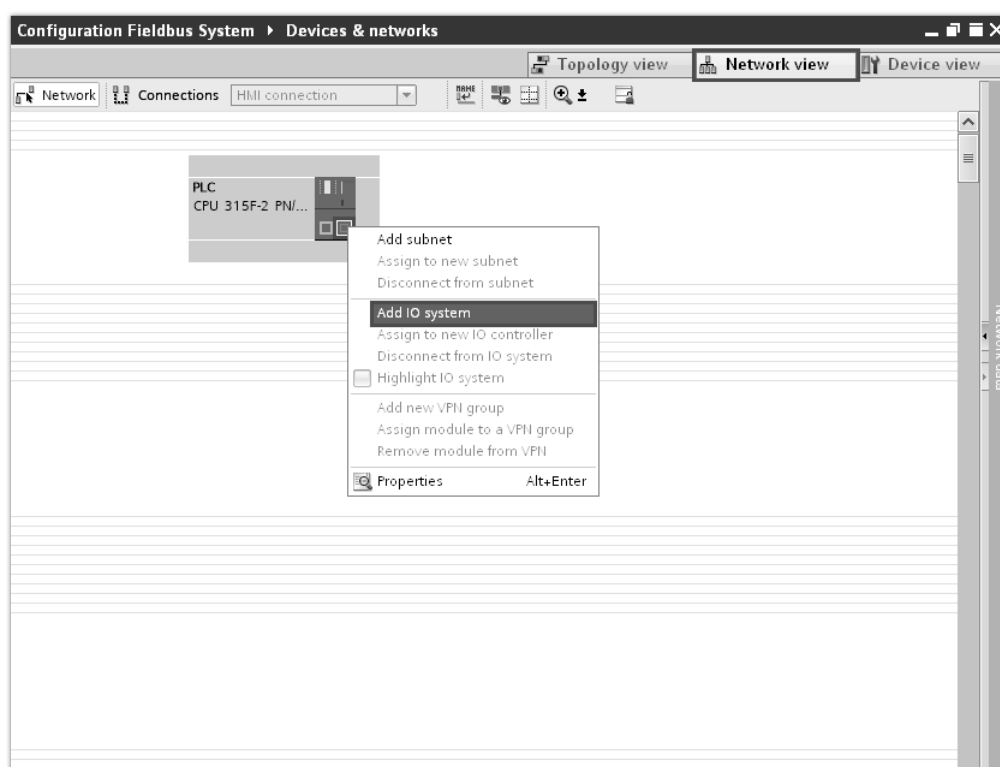 Configuration Fieldbus System ▸ Devices & networks
Topology view Network view Device view
Network Connections HMI connection
PLC
CPU 315F-2 PN/...
Add subnet
Assign to new subnet
Disconnect from subnet
Add IO system
Assign to new IO controller
Disconnect from IO system
Highlight IO system
Add new VPN group
Assign module to a VPN group
Remove module from VPN
Properties Alt+Enter
Network data